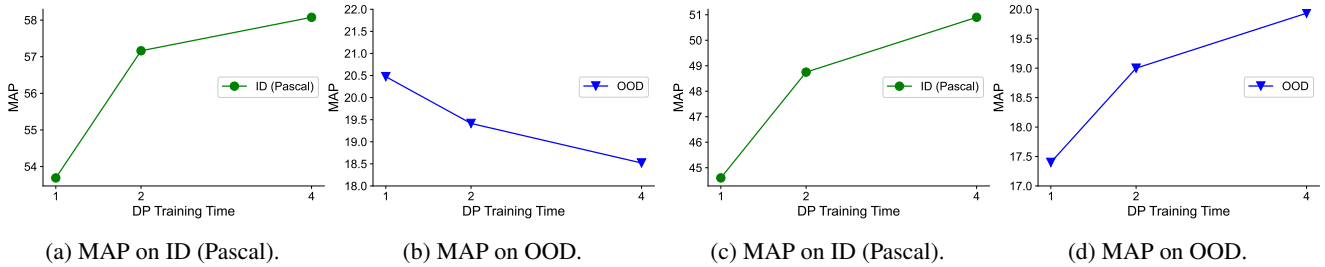 58
57
56
55
54
MAP
ID (Pascal)
1
2
4
DP Training Time
(a) MAP on ID (Pascal).
22.0
21.5
21.0
20.5
20.0
19.5
19.0
18.5
18.0
MAP
OOD
1
2
4
DP Training Time
(b) MAP on OOD.
51
50
49
48
47
46
45
MAP
ID (Pascal)
1
2
4
DP Training Time
(c) MAP on ID (Pascal).
20.0
19.5
19.0
18.5
18.0
17.5
17.0
MAP
OOD
1
2
4
DP Training Time
(d) MAP on OOD.